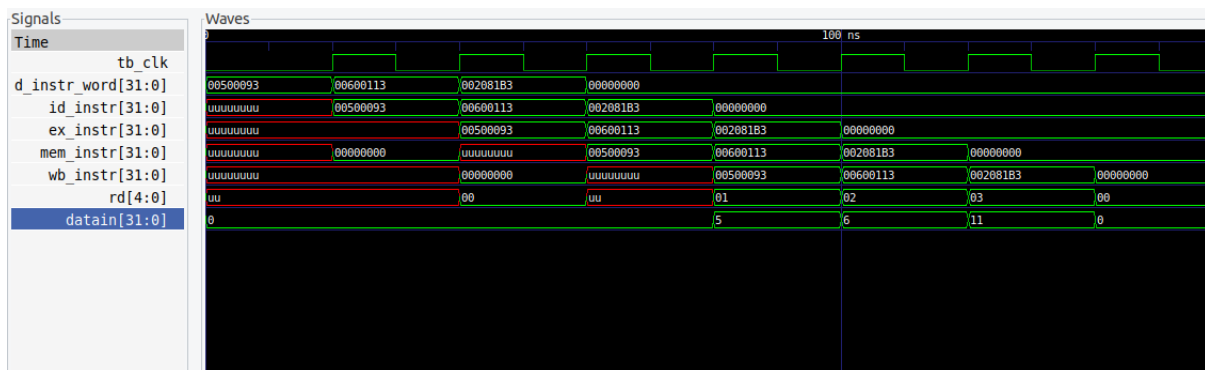 Signals Waves
Time 0 100 ns
tb_clk
d_instr_word[31:0] 00500093 00600113 002081B3 00000000
id_instr[31:0] uuuuuuuu 00500093 00600113 002081B3 00000000
ex_instr[31:0] uuuuuuuu 00500093 00600113 002081B3 00000000
mem_instr[31:0] uuuuuuuu 00000000 uuuuuuuu 00500093 00600113 002081B3 00000000
wb_instr[31:0] uuuuuuuu 00000000 uuuuuuuu 00500093 00600113 002081B3 00000000
rd[4:0] uu 00 uu 01 02 03 00
datain[31:0] 0 5 6 11 0